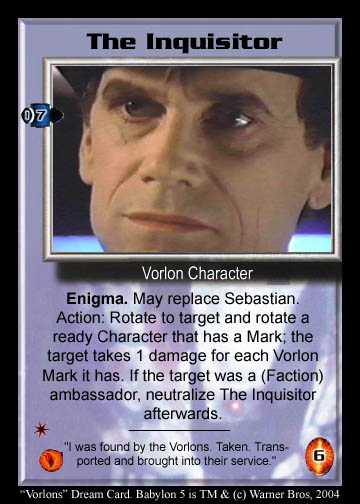 The Inquisitor
7
Vorlon Character
Enigma. May replace Sebastian.
Action: Rotate to target and rotate a
ready Character that has a Mark; the
target takes 1 damage for each Vorlon
Mark it has. If the target was a (Faction)
ambassador, neutralize The Inquisitor
afterwards.
"I was found by the Vorlons. Taken. Trans-
ported and brought into their service."
6
“Vorlons” Dream Card. Babylon 5 is TM & (c) Warner Bros, 2004